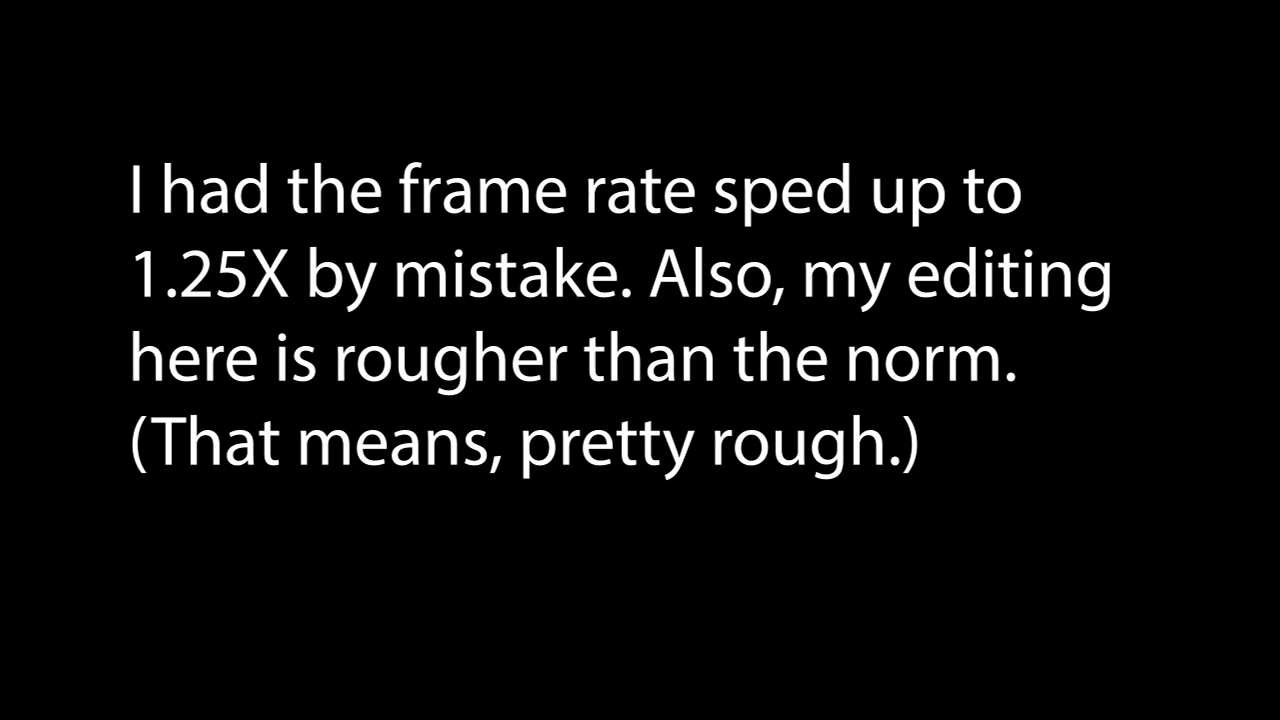 I had the frame rate sped up to
1.25X by mistake. Also, my editing
here is rougher than the norm.
(That means, pretty rough.)